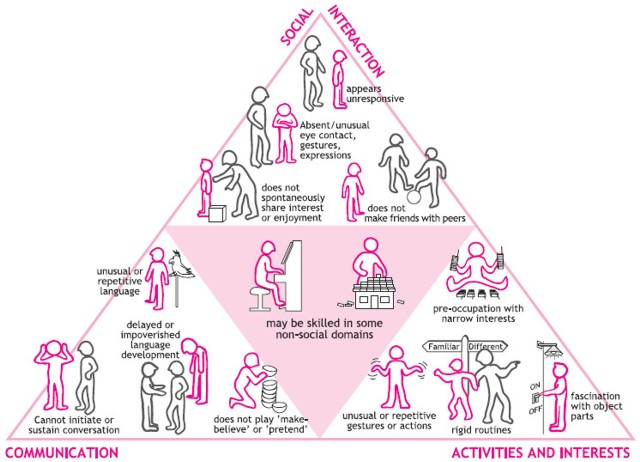 SOCIAL
INTERACTION
appears
unresponsive
Absent/unusual
eye contact,
gestures,
expressions
does not
spontaneously
share interest
or enjoyment
does not
make friends with peers
unusual or
repetitive
language
may be skilled in some
non-social domains
pre-occupation with
narrow interests
delayed or
impoverished
language
development
Familiar
Different
ON
OFF
Cannot initiate or
sustain conversation
does not play 'make-
believe' or 'pretend'
unusual or repetitive
gestures or actions
rigid routines
fascination
with object
parts
COMMUNICATION
ACTIVITIES AND INTERESTS